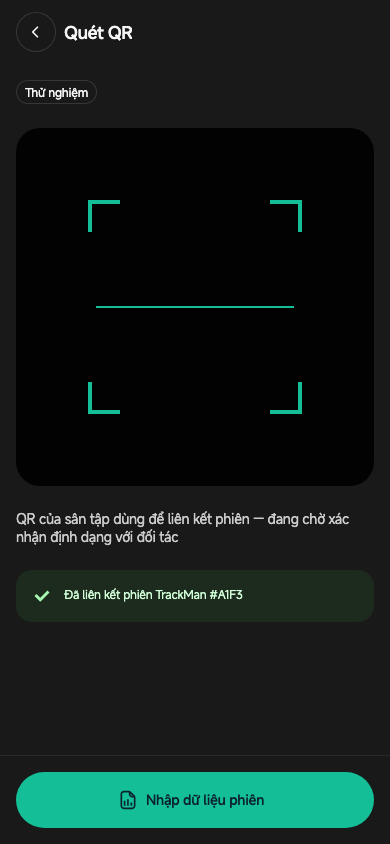 Quét QR
Thử nghiệm
QR của sân tập dùng để liên kết phiên — đang chờ xác
nhận định dạng với đối tác
Đã liên kết phiên TrackMan #A1F3
Nhập dữ liệu phiên